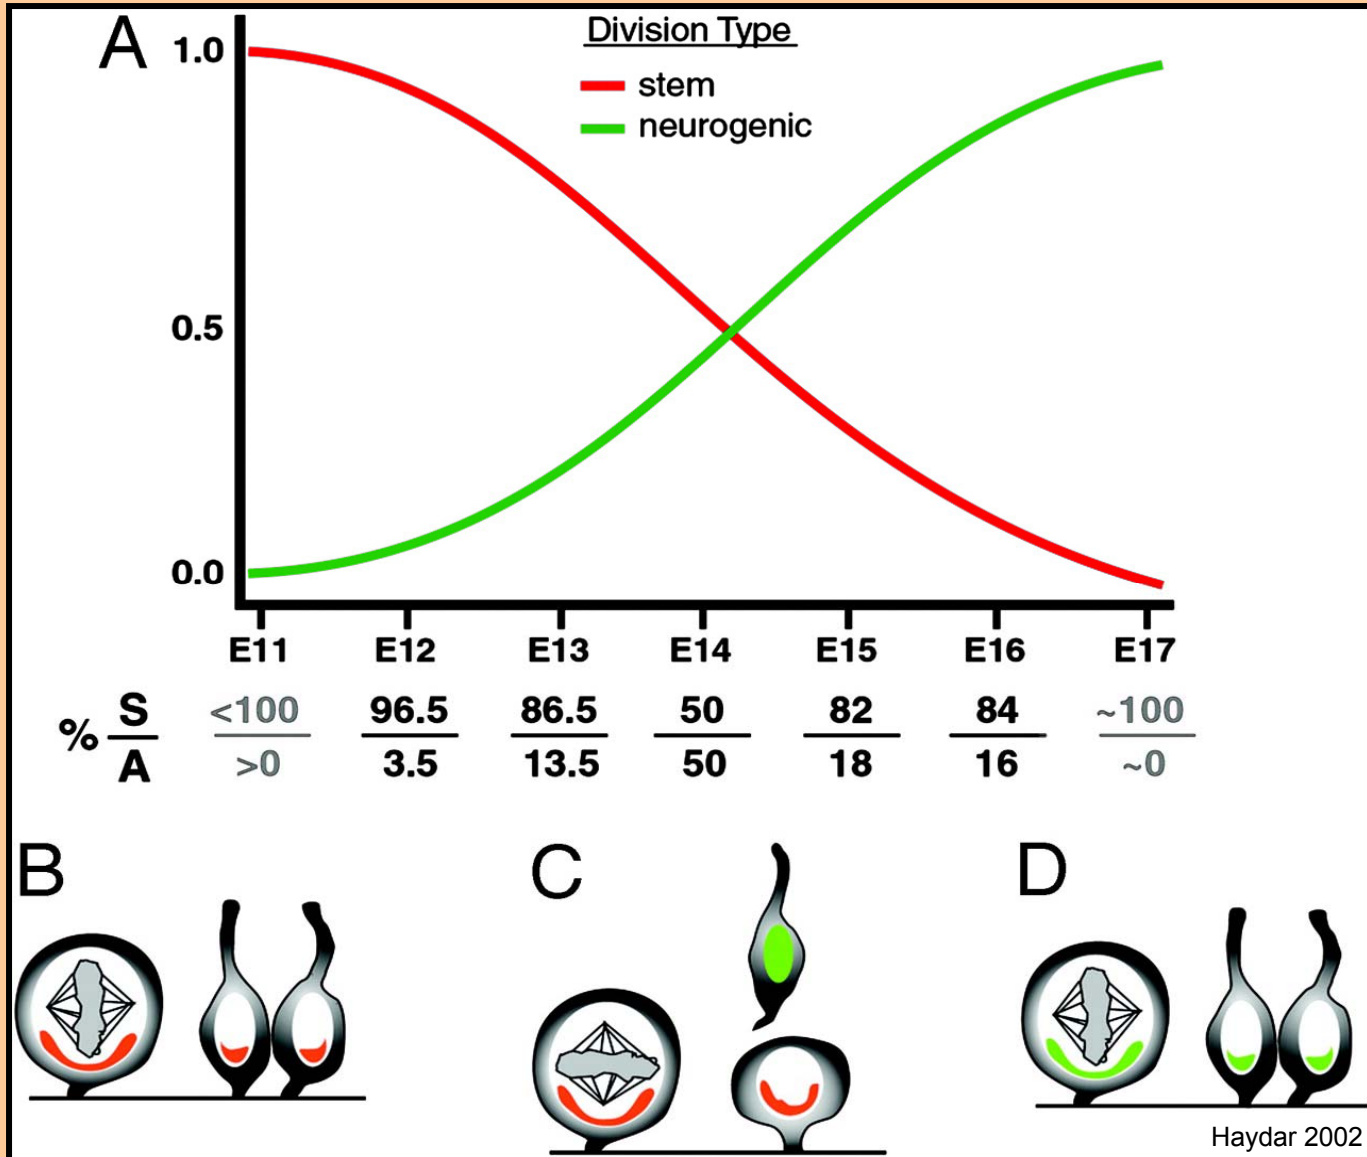 A
Division Type
stem
neurogenic
1.0
0.5
0.0
E11 E12 E13 E14 E15 E16 E17
% S <100 96.5 86.5 50 82 84 ~100
A >0 3.5 13.5 50 18 16 ~0
B
C
D
Haydar 2002